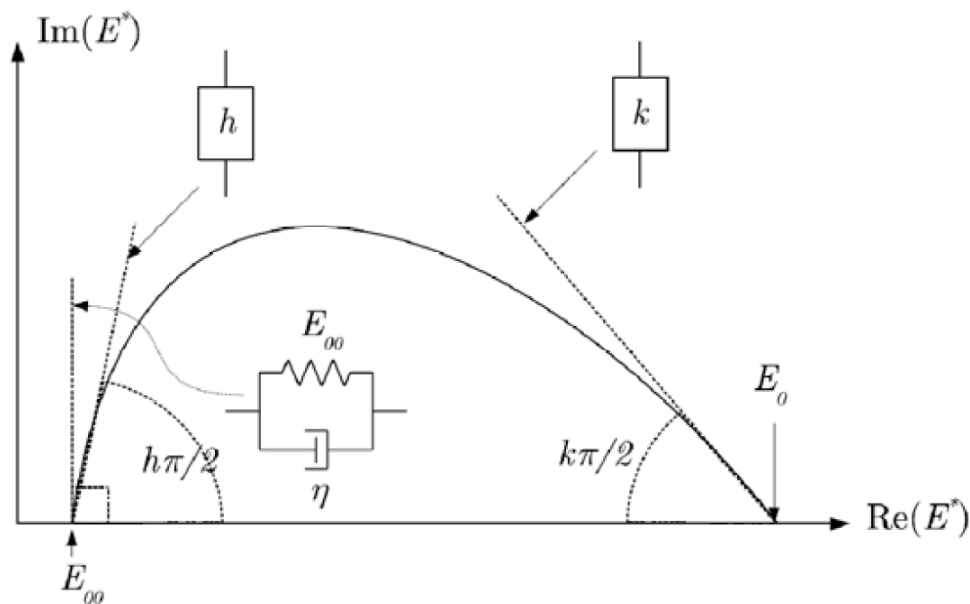 Im(E*)
h
k
E₀₀
E₀
hπ/2
kπ/2
η
Re(E*)
E₀₀